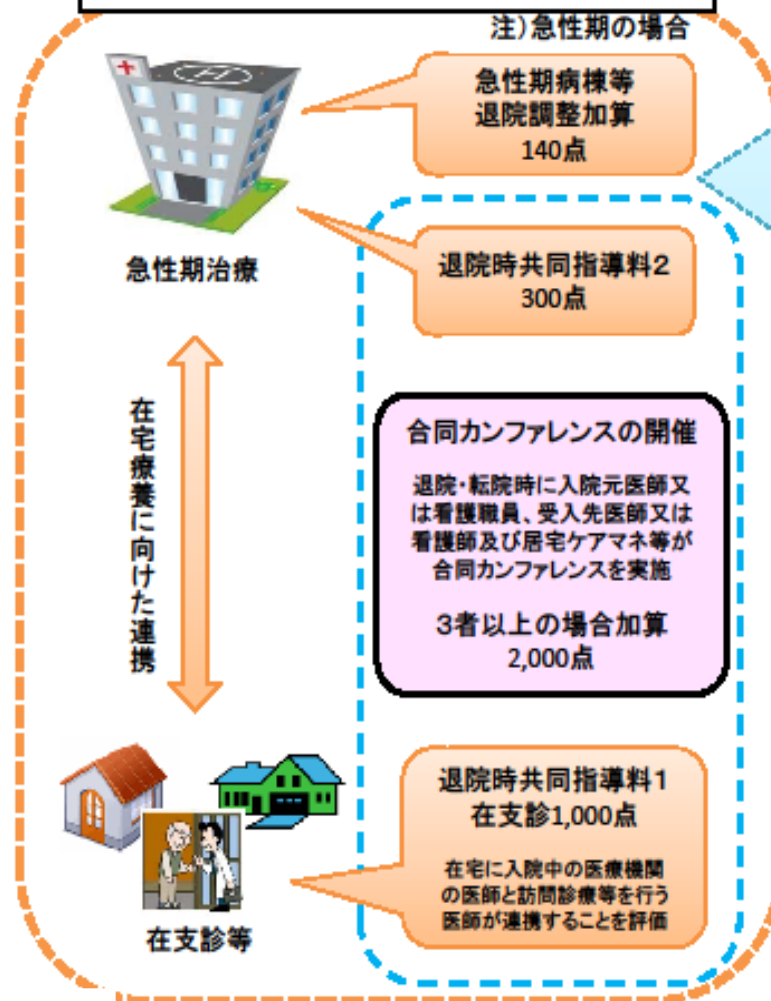 注）急性期の場合
急性期病棟等
退院調整加算
140点
退院時共同指導料2
300点
急性期治療
在宅療養に向けた連携
合同カンファレンスの開催
退院・転院時に入院元医師又
は看護職員、受入先医師又は
看護師及び居宅ケアマネ等が
合同カンファレンスを実施
3者以上の場合加算
2,000点
退院時共同指導料1
在支診1,000点
在宅に入院中の医療機関
の医師と訪問診療等を行う
医師が連携することを評価
在支診等